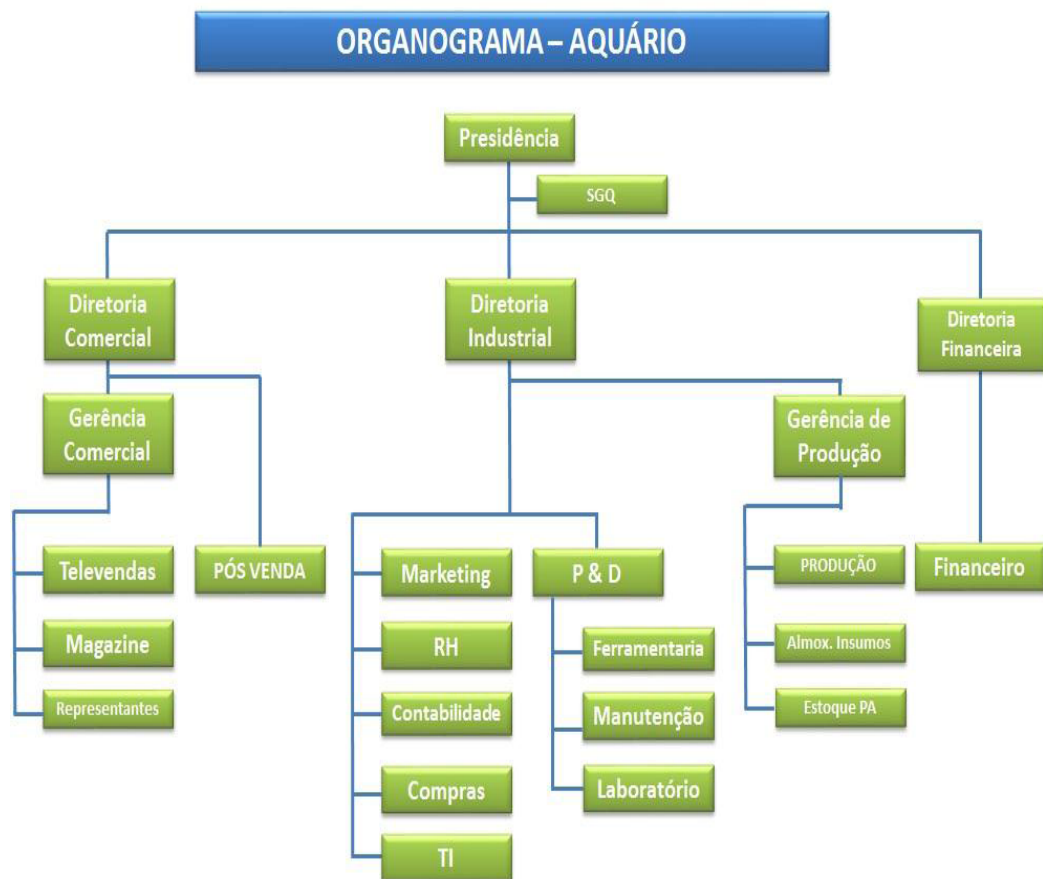 ORGANOGRAMA – AQUÁRIO
Presidência
SGQ
Diretoria
Comercial
Diretoria
Industrial
Diretoria
Financeira
Gerência
Comercial
Gerência de
Produção
Televendas
PÓS VENDA
Marketing
P & D
PRODUÇÃO
Financeiro
Magazine
RH
Ferramentaria
Almox. Insumos
Representantes
Contabilidade
Manutenção
Estoque PA
Compras
Laboratório
TI